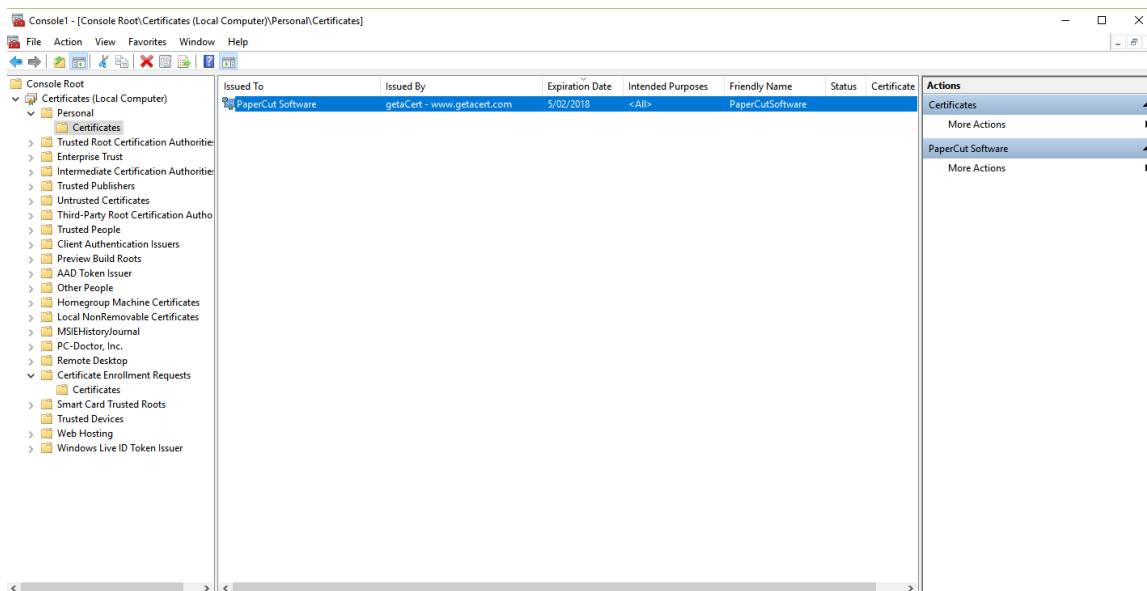 Console1 - [Console Root\Certificates (Local Computer)\Personal\Certificates]
File Action View Favorites Window Help
Console Root
Certificates (Local Computer)
Personal
Certificates
Trusted Root Certification Authoritie
Enterprise Trust
Intermediate Certification Authoritie
Trusted Publishers
Untrusted Certificates
Third-Party Root Certification Autho
Trusted People
Client Authentication Issuers
Preview Build Roots
AAD Token Issuer
Other People
Homegroup Machine Certificates
Local NonRemovable Certificates
MSIEHistoryJournal
PC-Doctor, Inc.
Remote Desktop
Certificate Enrollment Requests
Certificates
Smart Card Trusted Roots
Trusted Devices
Web Hosting
Windows Live ID Token Issuer
Issued To Issued By Expiration Date Intended Purposes Friendly Name Status Certificate
PaperCut Software getaCert - www.getacert.com 5/02/2018 <All> PaperCutSoftware
Actions
Certificates
More Actions
PaperCut Software
More Actions